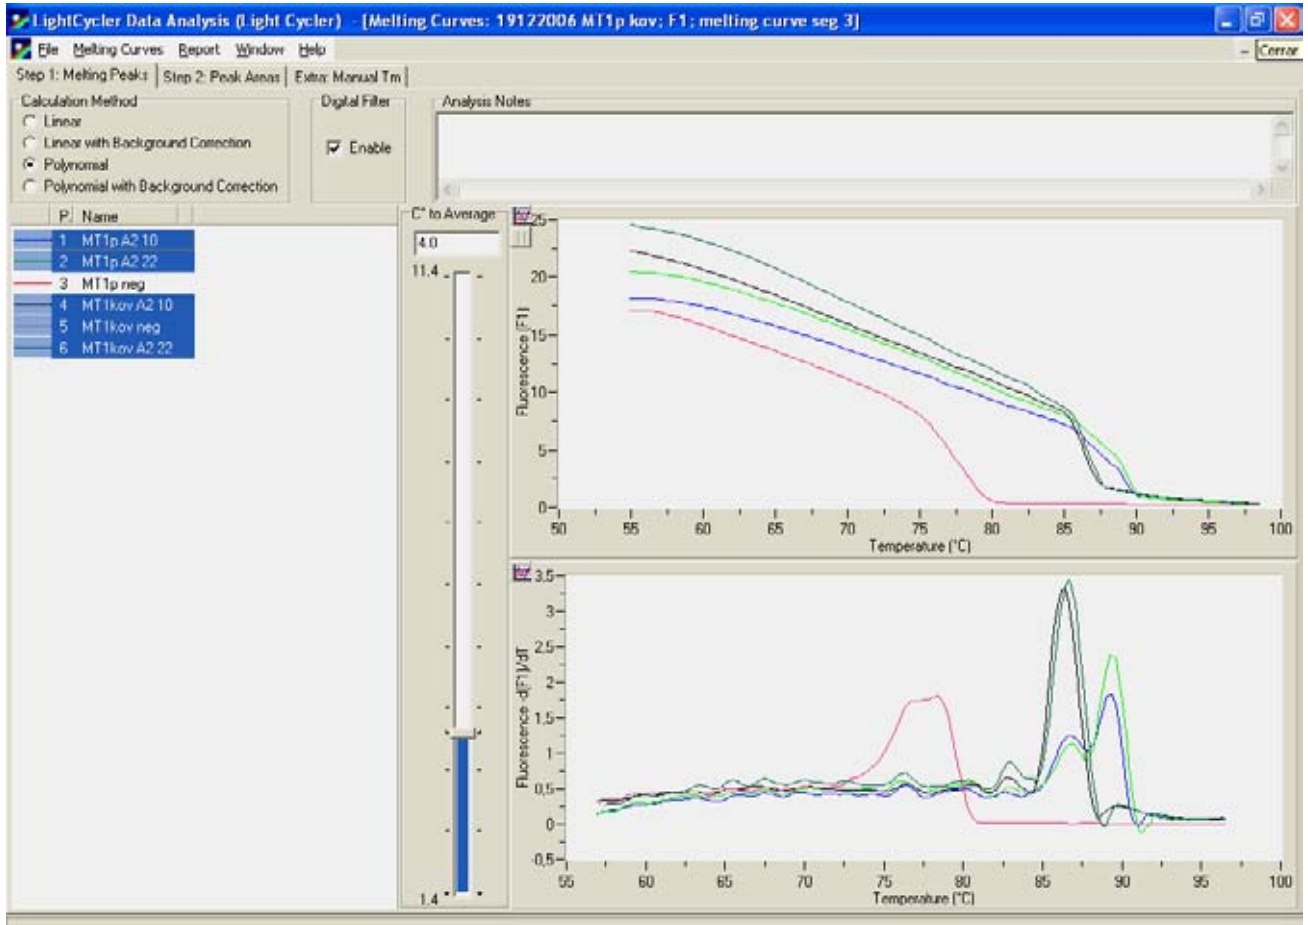 LightCycler Data Analysis (Light Cycler) - [Melting Curves: 19122006 MT1p kov; F1; melting curve seg 3]
File Melting Curves Report Window Help
Cerrar
Step 1: Melting Peaks Step 2: Peak Areas Extra: Manual Tm
Calculation Method
Linear
Linear with Background Correction
Polynomial
Polynomial with Background Correction
Digital Filter
Enable
Analysis Notes
P. Name
1 MT1p A2 10
2 MT1p A2 22
3 MT1p neg
4 MT1kov A2 10
5 MT1kov neg
6 MT1kov A2 22
C° to Average
4.0
11.4
1.4
Fluorescence (F1)
25
20
15
10
5
0
50 55 60 65 70 75 80 85 90 95 100
Temperature (°C)
Fluorescence -d(F1)/dT
3.5
3
2.5
2
1.5
1
0.5
0
-0.5
55 60 65 70 75 80 85 90 95 100
Temperature (°C)